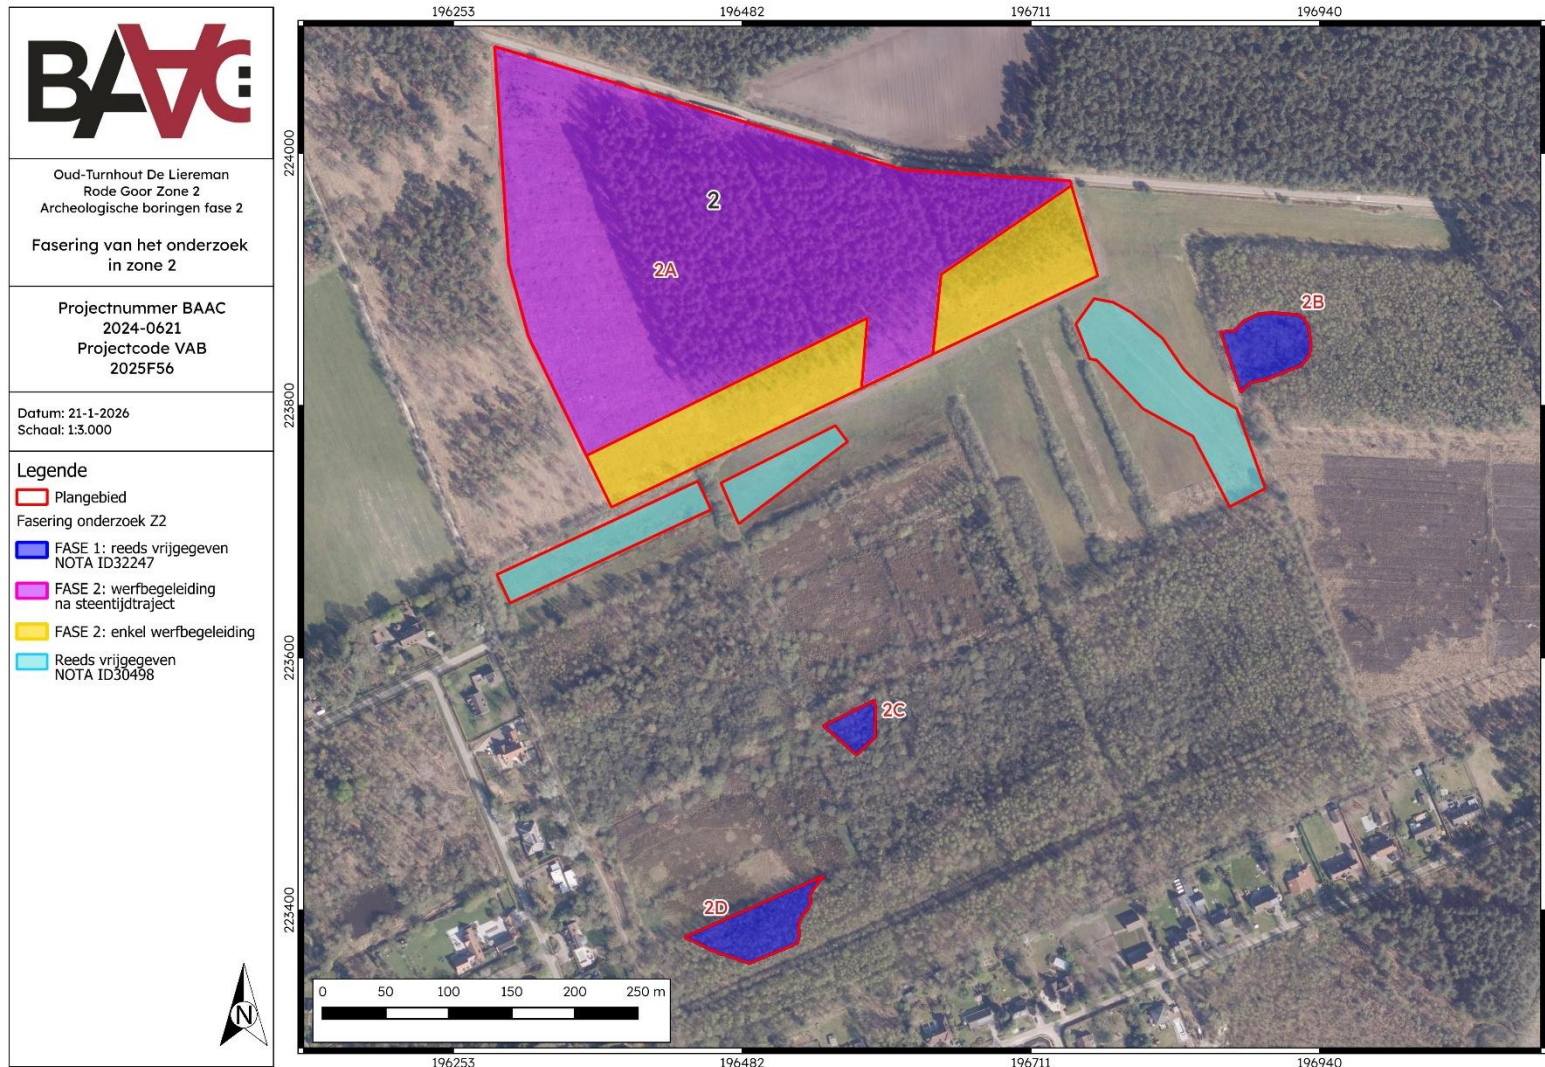 BAAC
Oud-Turnhout De Liereman
Rode Goor Zone 2
Archeologische boringen fase 2
Fasering van het onderzoek
in zone 2
Projectnummer BAAC
2024-0621
Projectcode VAB
2025F56
Datum: 21-1-2026
Schaal: 1:3.000
Legende
Plangebied
Fasering onderzoek Z2
FASE 1: reeds vrijgegeven
NOTA ID32247
FASE 2: werfbegeleiding
na steentijdtraject
FASE 2: enkel werfbegeleiding
Reeds vrijgegeven
NOTA ID30498
N
196253 196482 196711 196940
224000
223800
223600
223400
2
2A
2B
2C
2D
0 50 100 150 200 250 m
196253 196482 196711 196940